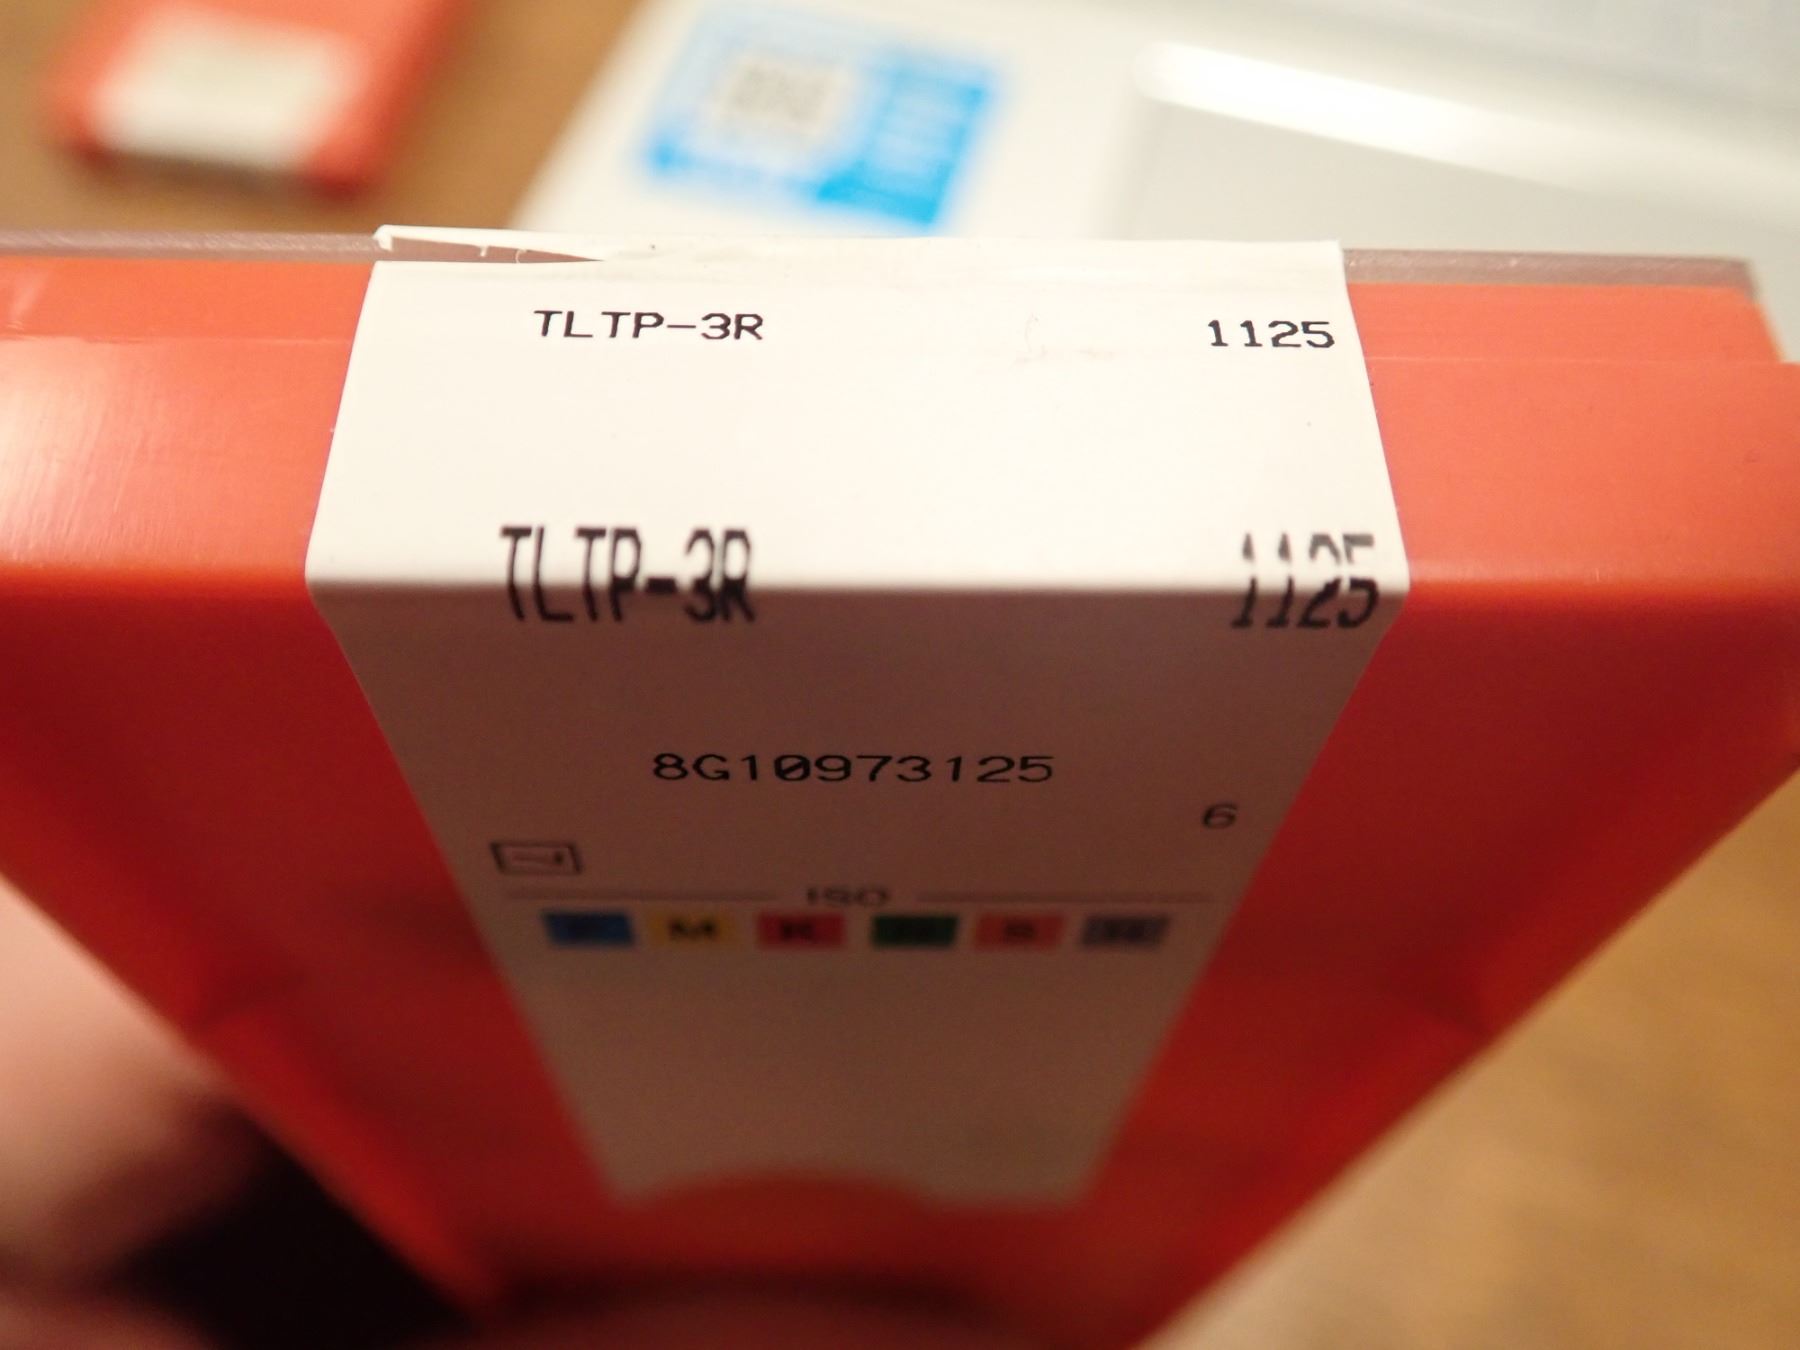 TLTP-3R 1125
TLTP-3R 1125
8G10973125
6
ISO
P M K N S H